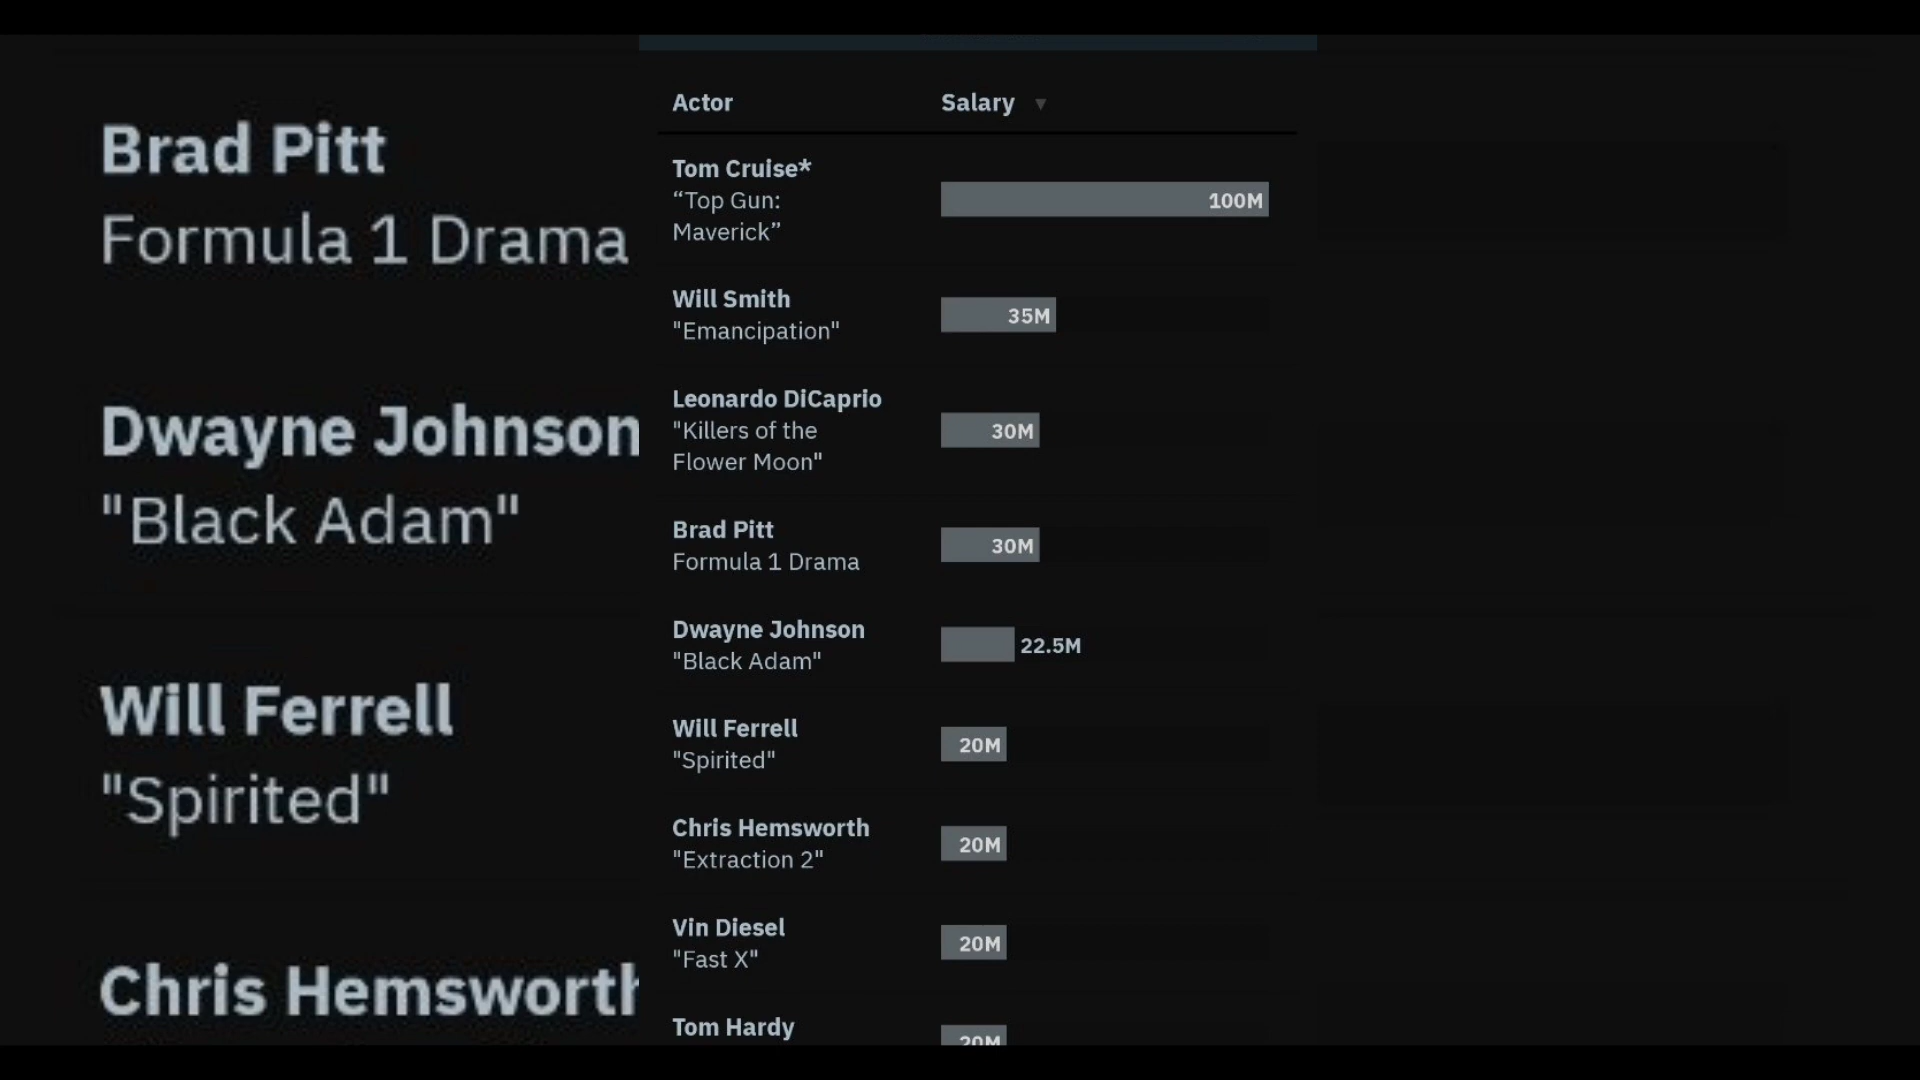 Brad Pitt
Formula 1 Drama
Dwayne Johnson
"Black Adam"
Will Ferrell
"Spirited"
Chris Hemsworth
Actor Salary ▼
Tom Cruise*
“Top Gun:
Maverick”
100M
Will Smith
"Emancipation"
35M
Leonardo DiCaprio
"Killers of the
Flower Moon"
30M
Brad Pitt
Formula 1 Drama
30M
Dwayne Johnson
"Black Adam"
22.5M
Will Ferrell
"Spirited"
20M
Chris Hemsworth
"Extraction 2"
20M
Vin Diesel
"Fast X"
20M
Tom Hardy
20M